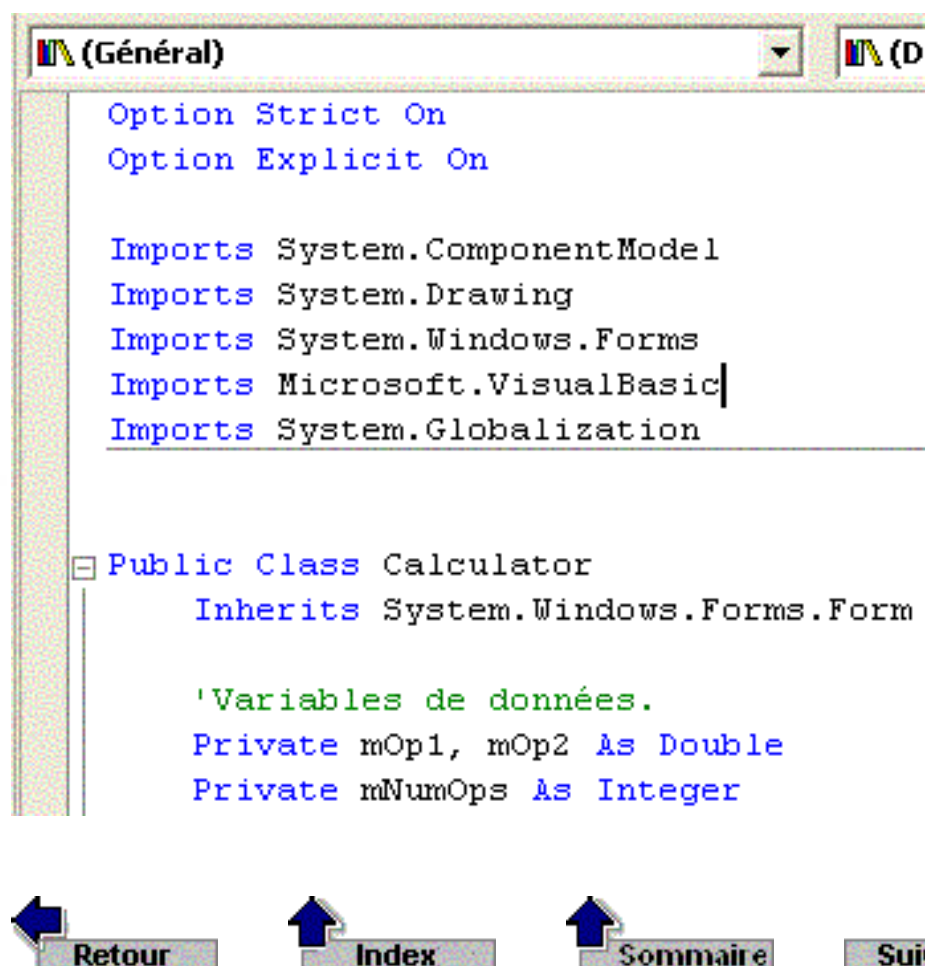 (Général) (D
Option Strict On
Option Explicit On
Imports System.ComponentModel
Imports System.Drawing
Imports System.Windows.Forms
Imports Microsoft.VisualBasic
Imports System.Globalization
Public Class Calculator
Inherits System.Windows.Forms.Form
'Variables de données.
Private mOp1, mOp2 As Double
Private mNumOps As Integer
Retour Index Sommaire